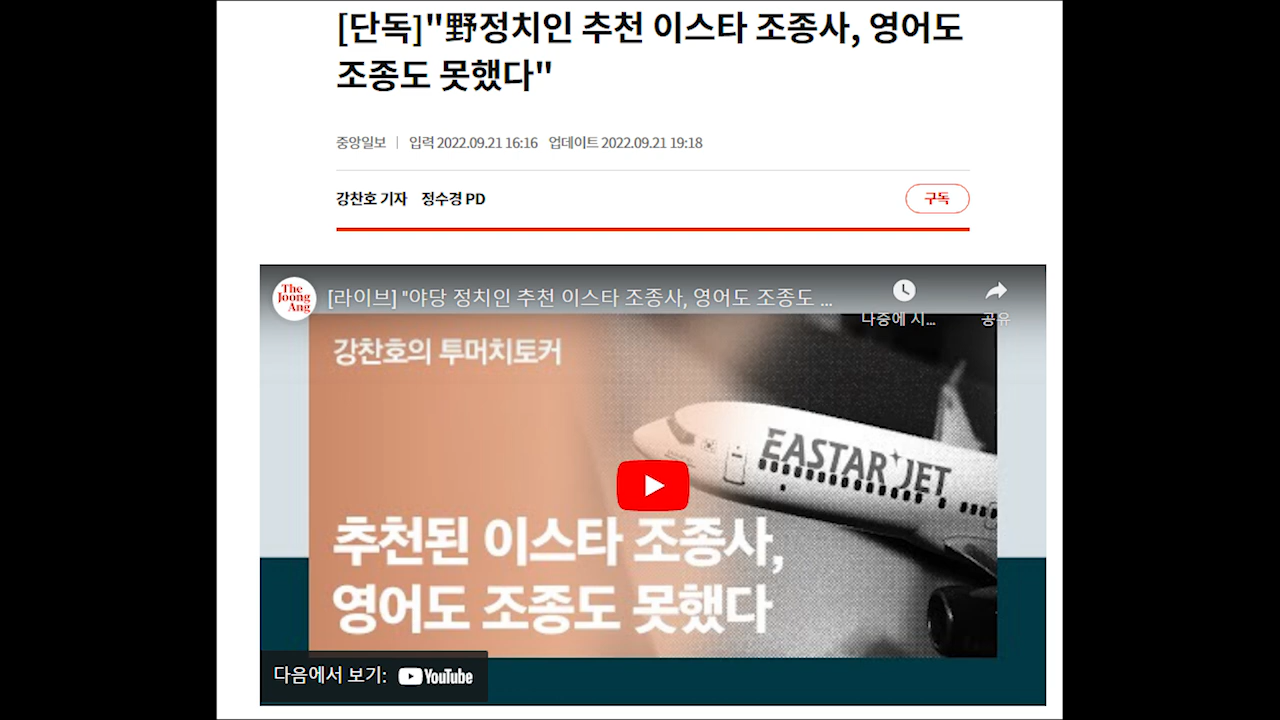 [단독]"野정치인 추천 이스타 조종사, 영어도
조종도 못했다"
중앙일보 | 입력 2022.09.21 16:16 업데이트 2022.09.21 19:18
강찬호 기자 정수경 PD
구독
The
Joong
Ang
[라이브] "야당 정치인 추천 이스타 조종사, 영어도 조종도 ...
나중에 시...
공유
강찬호의 투머치토커
EASTAR JET
추천된 이스타 조종사,
영어도 조종도 못했다
다음에서 보기: YouTube